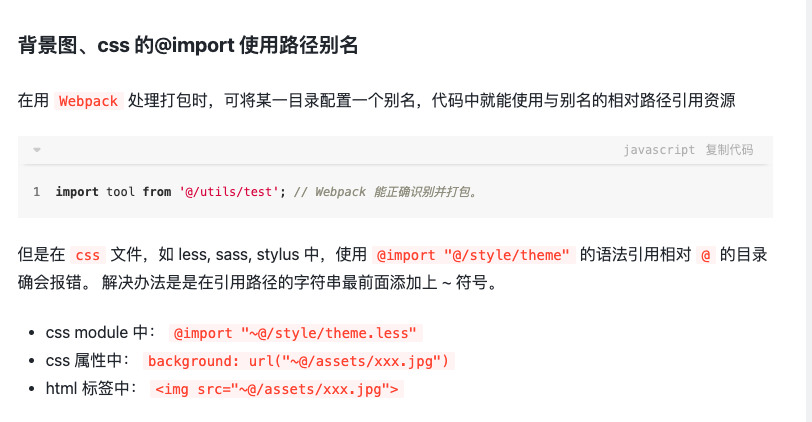 背景图、css 的@import 使用路径别名
在用 Webpack 处理打包时，可将某一目录配置一个别名，代码中就能使用与别名的相对路径引用资源
javascript 复制代码
1 import tool from '@/utils/test'; // Webpack 能正确识别并打包。
但是在 css 文件，如 less, sass, stylus 中，使用 @import "@/style/theme" 的语法引用相对 @ 的目录
确会报错。 解决办法是是在引用路径的字符串最前面添加上 ~ 符号。
• css module 中： @import "~@/style/theme.less"
• css 属性中： background: url("~@/assets/xxx.jpg")
• html 标签中： <img src="~@/assets/xxx.jpg">